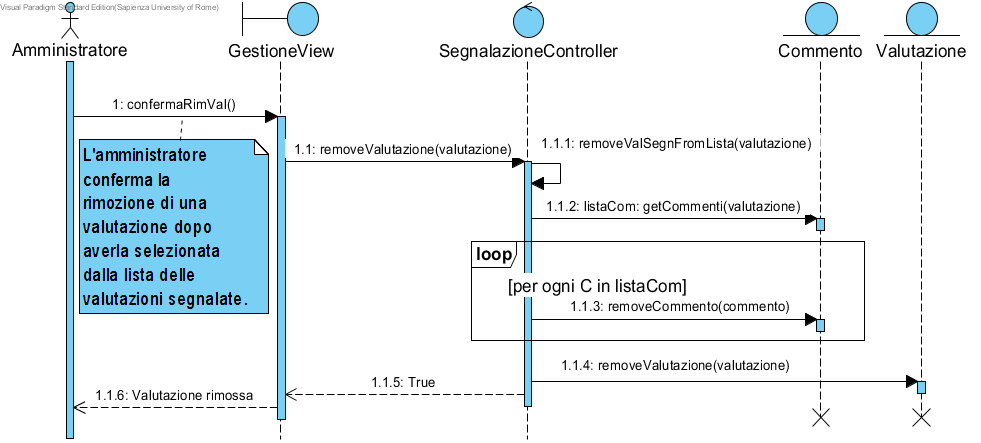 Visual Paradigm Standard Edition(Sapienza University of Rome)
Amministratore
GestioneView
SegnalazioneController
Commento
Valutazione
1: confermaRimVal()
L'amministratore
conferma la
rimozione di una
valutazione dopo
averla selezionata
dalla lista delle
valutazioni segnalate.
1.1: removeValutazione(valutazione)
1.1.1: removeValSegnFromLista(valutazione)
1.1.2: listaCom: getCommenti(valutazione)
loop
[per ogni C in listaCom]
1.1.3: removeCommento(commento)
1.1.4: removeValutazione(valutazione)
1.1.5: True
1.1.6: Valutazione rimossa